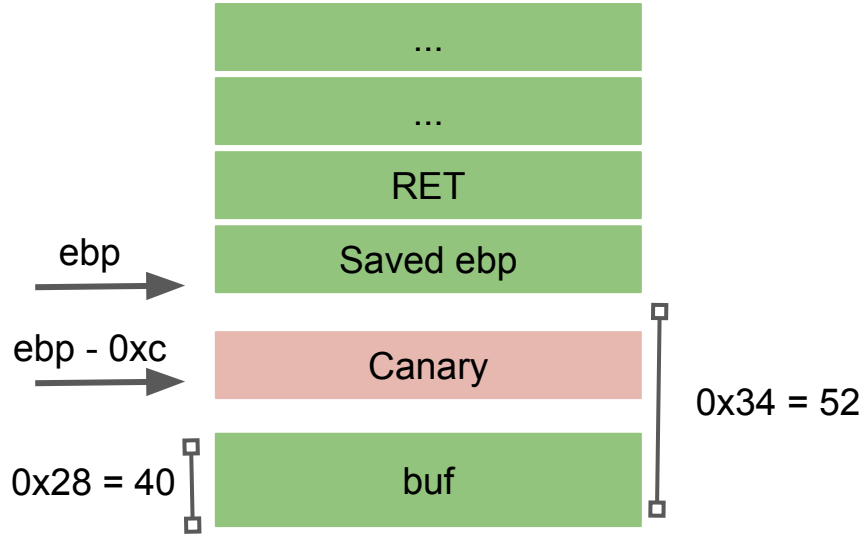 ...
...
RET
ebp
Saved ebp
ebp - 0xc
Canary
0x34 = 52
0x28 = 40
buf